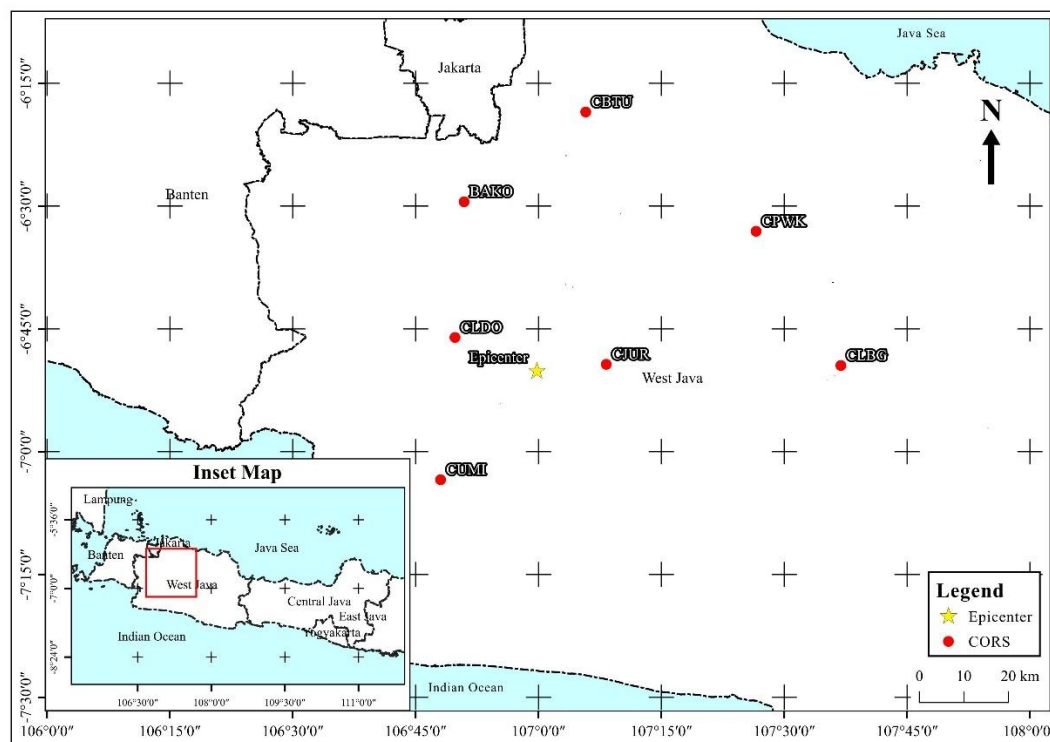 Java Sea
Jakarta
-6°15'0"
CBTU
N
Banten
BAKO
-6°30'0"
CPWK
-6°45'0"
CLDO
Epicenter
CJUR
CLBG
West Java
-7°0'0"
CUMI
Inset Map
Lampung
-5°36'0"
Jakarta
Java Sea
Banten
West Java
-7°0'0"
Central Java
East Java
Yogyakarta
Indian Ocean
-8°24'0"
106°30'0"
108°0'0"
109°30'0"
111°0'0"
-7°15'0"
Legend
Epicenter
CORS
0 10 20 km
Indian Ocean
-7°30'0"
106°0'0" 106°15'0" 106°30'0" 106°45'0" 107°0'0" 107°15'0" 107°30'0" 107°45'0" 108°0'0"